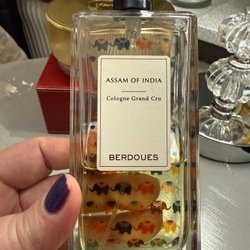 ASSAM OF INDIA
Cologne Grand Cru
BERDOUES